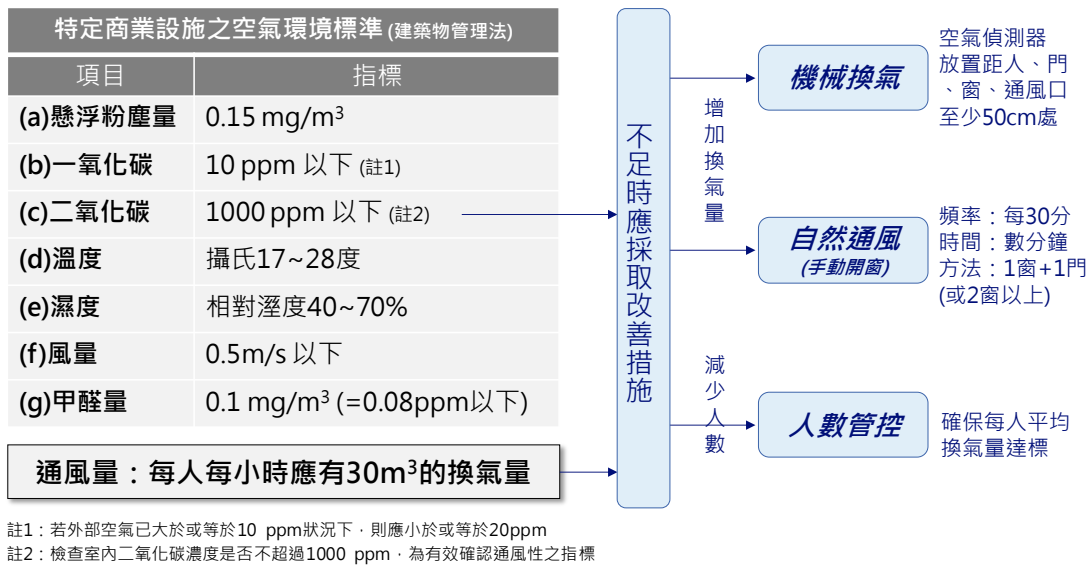 特定商業設施之空氣環境標準 (建築物管理法)
項目 指標
(a)懸浮粉塵量 0.15 mg/m³
(b)一氧化碳 10 ppm 以下 (註1)
(c)二氧化碳 1000 ppm 以下 (註2)
(d)溫度 攝氏17~28度
(e)濕度 相對溼度40~70%
(f)風量 0.5m/s 以下
(g)甲醛量 0.1 mg/m³ (=0.08ppm以下)
通風量：每人每小時應有30m³的換氣量
不足時應採取改善措施
增加換氣量
減少人數
機械換氣
空氣偵測器
放置距人、門
、窗、通風口
至少50cm處
自然通風
(手動開窗)
頻率：每30分
時間：數分鐘
方法：1窗+1門
(或2窗以上)
人數管控
確保每人平均
換氣量達標
註1：若外部空氣已大於或等於10 ppm狀況下，則應小於或等於20ppm
註2：檢查室內二氧化碳濃度是否不超過1000 ppm，為有效確認通風性之指標